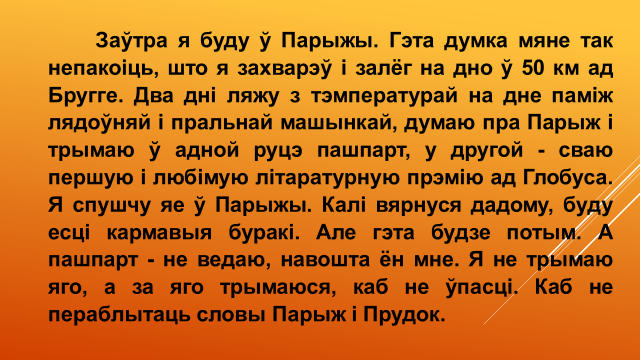 Заўтра я буду ў Парыжы. Гэта думка мяне так
непакоіць, што я захварэў і залёг на дно ў 50 км ад
Бругге. Два дні ляжу з тэмпературай на дне паміж
лядоўняй і пральнай машынкай, думаю пра Парыж і
трымаю ў адной руцэ пашпарт, у другой - сваю
першую і любімую літаратурную прэмію ад Глобуса.
Я спушчу яе ў Парыжы. Калі вярнуся дадому, буду
есці кармавыя буракі. Але гэта будзе потым. А
пашпарт - не ведаю, навошта ён мне. Я не трымаю
яго, а за яго трымаюся, каб не ўпасці. Каб не
пераблытаць словы Парыж і Прудок.